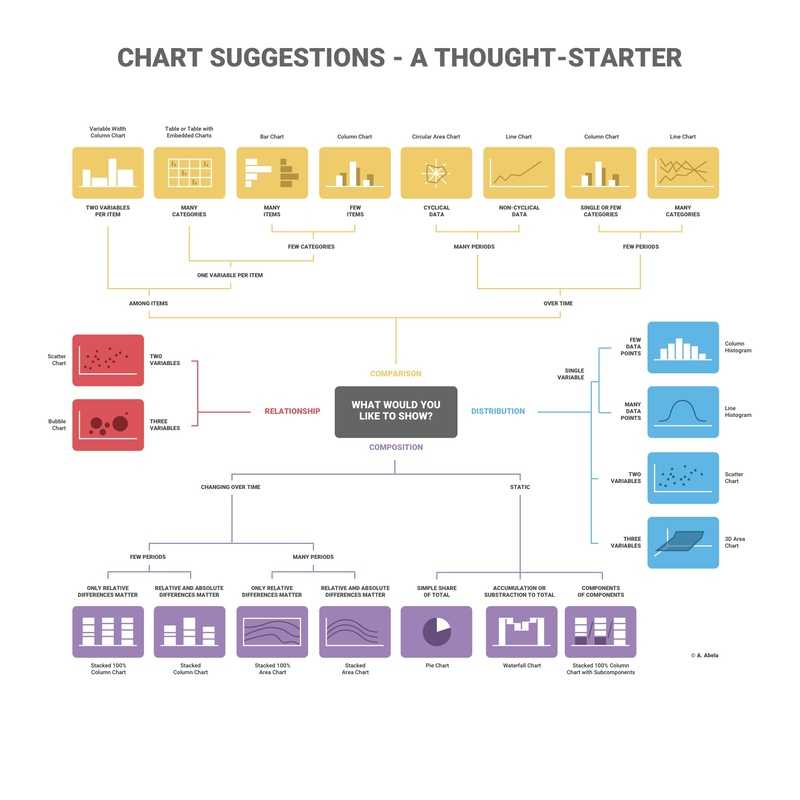 CHART SUGGESTIONS - A THOUGHT-STARTER
Variable Width
Column Chart
Table or Table with
Embedded Charts
Bar Chart
Column Chart
Circular Area Chart
Line Chart
Column Chart
Line Chart
TWO VARIABLES
PER ITEM
MANY
CATEGORIES
MANY
ITEMS
FEW
ITEMS
CYCLICAL
DATA
NON-CYCLICAL
DATA
SINGLE OR FEW
CATEGORIES
MANY
CATEGORIES
FEW CATEGORIES
MANY PERIODS
FEW PERIODS
ONE VARIABLE PER ITEM
AMONG ITEMS
OVER TIME
COMPARISON
Scatter
Chart
TWO
VARIABLES
Bubble
Chart
THREE
VARIABLES
RELATIONSHIP
WHAT WOULD YOU
LIKE TO SHOW?
DISTRIBUTION
SINGLE
VARIABLE
FEW
DATA
POINTS
Column
Histogram
MANY
DATA
POINTS
Line
Histogram
TWO
VARIABLES
Scatter
Chart
THREE
VARIABLES
3D Area
Chart
COMPOSITION
CHANGING OVER TIME
STATIC
FEW PERIODS
MANY PERIODS
ONLY RELATIVE
DIFFERENCES MATTER
RELATIVE AND ABSOLUTE
DIFFERENCES MATTER
ONLY RELATIVE
DIFFERENCES MATTER
RELATIVE AND ABSOLUTE
DIFFERENCES MATTER
SIMPLE SHARE
OF TOTAL
ACCUMULATION OR
SUBSTRACTION TO TOTAL
COMPONENTS
OF COMPONENTS
Stacked 100%
Column Chart
Stacked
Column Chart
Stacked 100%
Area Chart
Stacked
Area Chart
Pie Chart
Waterfall Chart
Stacked 100% Column
Chart with Subcomponents
© A. Abela